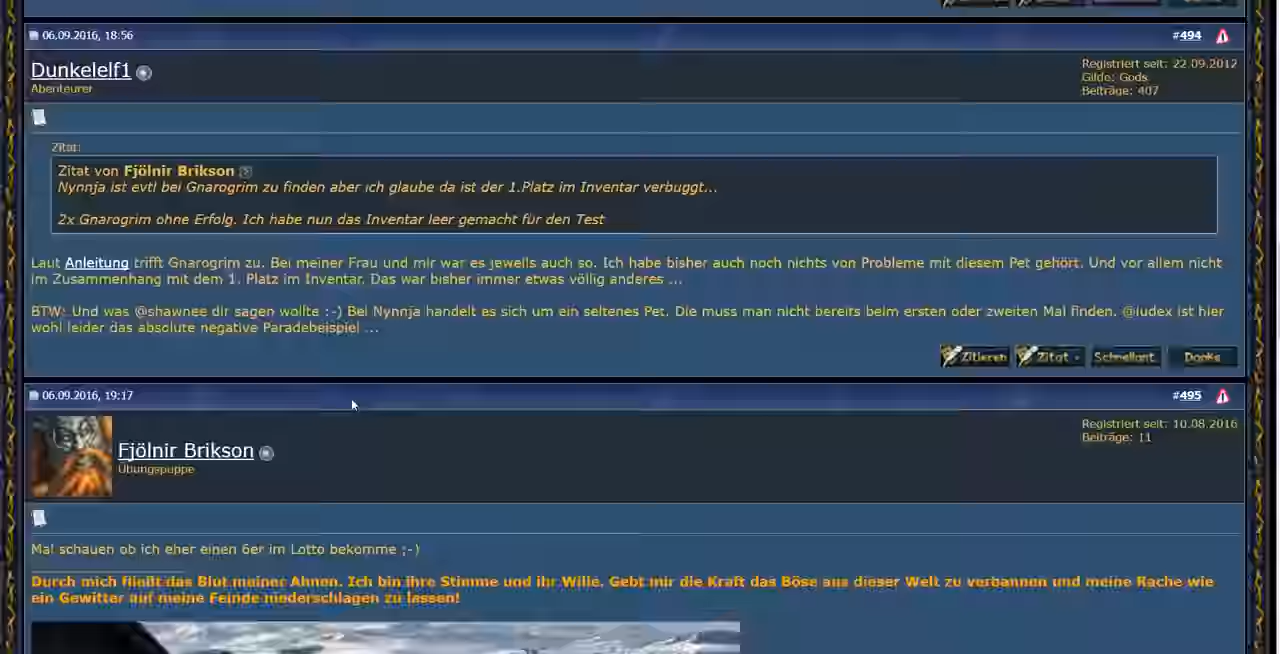 06.09.2016, 18:56
#494
Dunkelelf1
Abenteurer
Registriert seit: 22.09.2012
Gilde: Gods
Beiträge: 407
Zitat:
Zitat von Fjölnir Brikson
Nynnja ist evtl bei Gnarogrim zu finden aber ich glaube da ist der 1.Platz im Inventar verbuggt...
2x Gnarogrim ohne Erfolg. Ich habe nun das Inventar leer gemacht für den Test
Laut Anleitung trifft Gnarogrim zu. Bei meiner Frau und mir war es jeweils auch so. Ich habe bisher auch noch nichts von Probleme mit diesem Pet gehört. Und vor allem nicht
im Zusammenhang mit dem 1. Platz im Inventar. Das war bisher immer etwas völlig anderes ...
BTW: Und was @shawnee dir sagen wollte :-) Bei Nynnja handelt es sich um ein seltenes Pet. Die muss man nicht bereits beim ersten oder zweiten Mal finden. @iudex ist hier
wohl leider das absolute negative Paradebeispiel ...
Zitieren
Zitat
Schnellant.
Danke
06.09.2016, 19:17
#495
Fjölnir Brikson
Übungspuppe
Registriert seit: 10.08.2016
Beiträge: 11
Mal schauen ob ich eher einen 6er im Lotto bekomme ;-)
Durch mich fließt das Blut meiner Ahnen. Ich bin ihre Stimme und ihr Wille. Gebt mir die Kraft das Böse aus dieser Welt zu verbannen und meine Rache wie
ein Gewitter auf meine Feinde niederschlagen zu lassen!